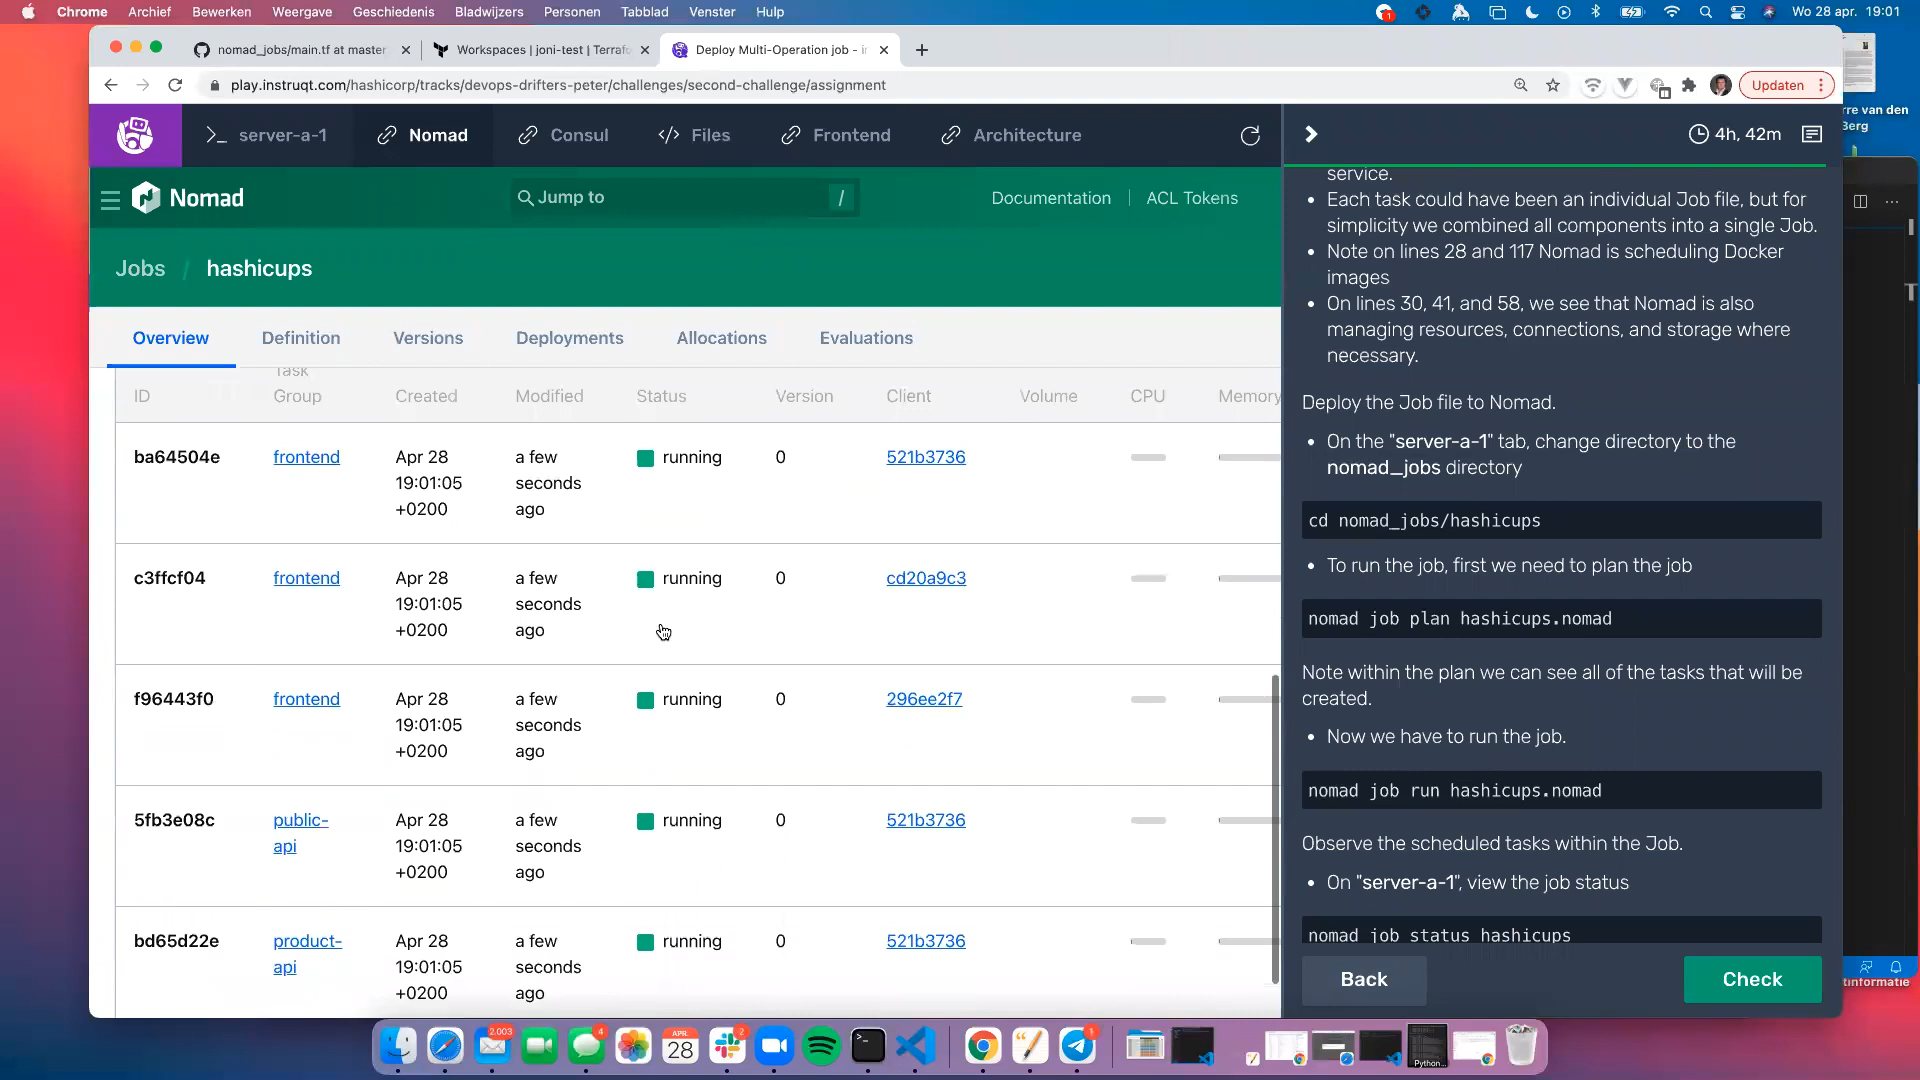 Chrome Archief Bewerken Weergave Geschiedenis Bladwijzers Personen Tabblad Venster Help
1
Wo 28 apr. 19:01
nomad_jobs/main.tf at master
Workspaces | joni-test | Terrafo
Deploy Multi-Operation job - in
play.instruqt.com/hashicorp/tracks/devops-drifters-peter/challenges/second-challenge/assignment
Updaten
rre van den
Berg
server-a-1
Nomad
Consul
Files
Frontend
Architecture
4h, 42m
Nomad
Jump to
/
Documentation
ACL Tokens
Jobs / hashicups
Overview
Definition
Versions
Deployments
Allocations
Evaluations
ID
Task
Group
Created
Modified
Status
Version
Client
Volume
CPU
Memory
ba64504e frontend Apr 28 a few running 0 521b3736
19:01:05 seconds
+0200 ago
c3ffcf04 frontend Apr 28 a few running 0 cd20a9c3
19:01:05 seconds
+0200 ago
f96443f0 frontend Apr 28 a few running 0 296ee2f7
19:01:05 seconds
+0200 ago
5fb3e08c public- Apr 28 a few running 0 521b3736
api 19:01:05 seconds
+0200 ago
bd65d22e product- Apr 28 a few running 0 521b3736
api 19:01:05 seconds
+0200 ago
service.
• Each task could have been an individual Job file, but for
simplicity we combined all components into a single Job.
• Note on lines 28 and 117 Nomad is scheduling Docker
images
• On lines 30, 41, and 58, we see that Nomad is also
managing resources, connections, and storage where
necessary.
Deploy the Job file to Nomad.
• On the "server-a-1" tab, change directory to the
nomad_jobs directory
cd nomad_jobs/hashicups
• To run the job, first we need to plan the job
nomad job plan hashicups.nomad
Note within the plan we can see all of the tasks that will be
created.
• Now we have to run the job.
nomad job run hashicups.nomad
Observe the scheduled tasks within the Job.
• On "server-a-1", view the job status
nomad job status hashicups
Back
Check
tinformatie
2.003
4
APR
28
2
1
Python...